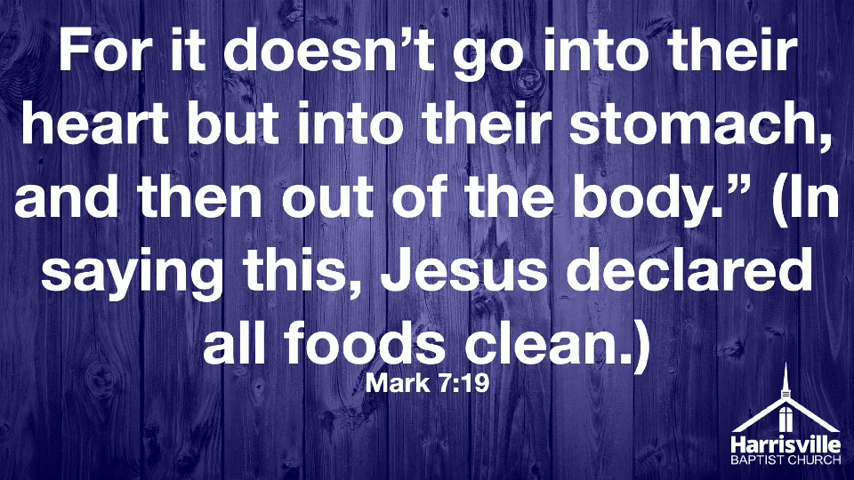 For it doesn’t go into their
heart but into their stomach,
and then out of the body.” (In
saying this, Jesus declared
all foods clean.)
Mark 7:19
Harrisville
BAPTIST CHURCH